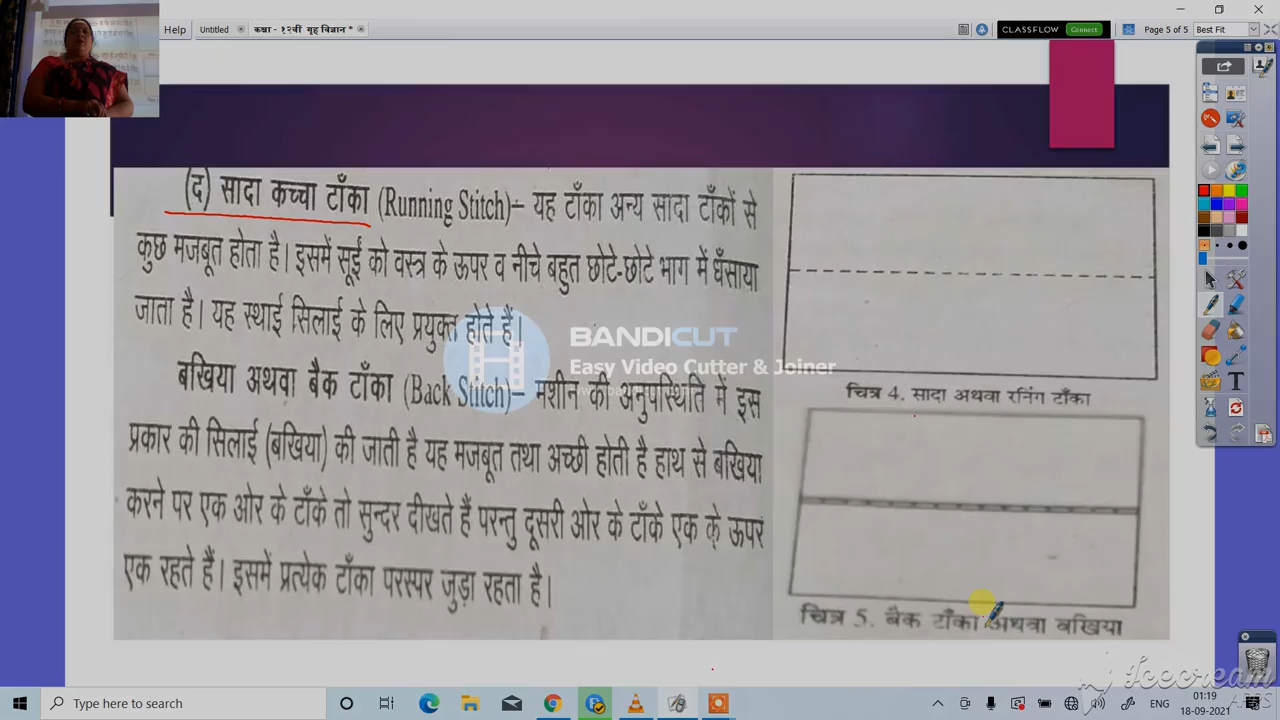 Help
Untitled
कक्षा - १२वीं गृह विज्ञान *
CLASSFLOW Connect
Page 5 of 5
Best Fit
(द) सादा कच्चा टाँका (Running Stitch)– यह टाँका अन्य सादा टाँकों से
कुछ मजबूत होता है। इसमें सूईं को वस्त्र के ऊपर व नीचे बहुत छोटे-छोटे भाग में धँसाया
जाता है। यह स्थाई सिलाई के लिए प्रयुक्त होते हैं।
बखिया अथवा बैक टाँका (Back Stitch)– मशीन की अनुपस्थिति में इस
प्रकार की सिलाई (बखिया) की जाती है यह मजबूत तथा अच्छी होती है हाथ से बखिया
करने पर एक ओर के टाँके तो सुन्दर दीखते हैं परन्तु दूसरी ओर के टाँके एक के ऊपर
एक रहते हैं। इसमें प्रत्येक टाँका परस्पर जुड़ा रहता है।
चित्र 4. सादा अथवा रनिंग टाँका
चित्र 5. बैक टाँका अथवा बखिया
BANDICUT
Easy Video Cutter & Joiner
Icecream
APPS
Type here to search
ENG
01:19
18-09-2021